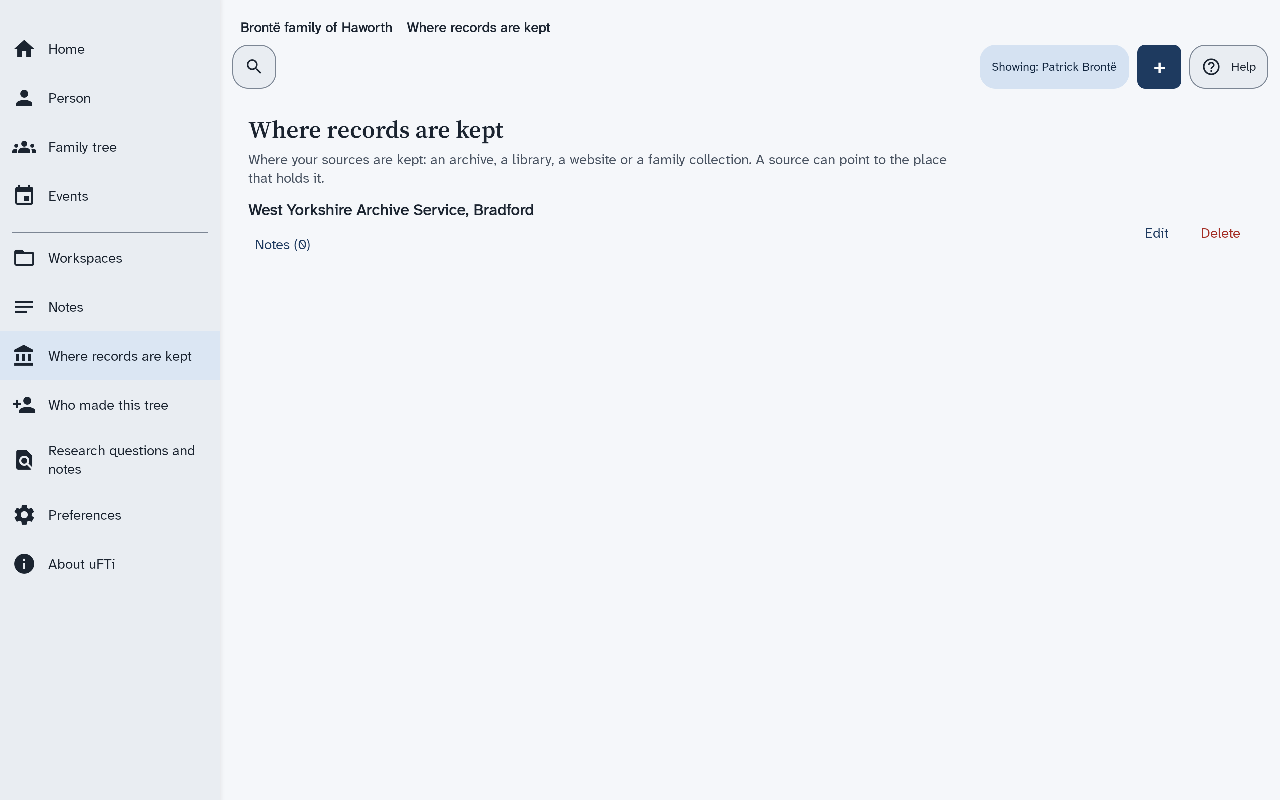 Brontë family of Haworth Where records are kept
Showing: Patrick Brontë
+
Help
Home
Person
Family tree
Events
Workspaces
Notes
Where records are kept
Who made this tree
Research questions and
notes
Preferences
About uFTi
Where records are kept
Where your sources are kept: an archive, a library, a website or a family collection. A source can point to the place
that holds it.
West Yorkshire Archive Service, Bradford
Notes (0)
Edit
Delete